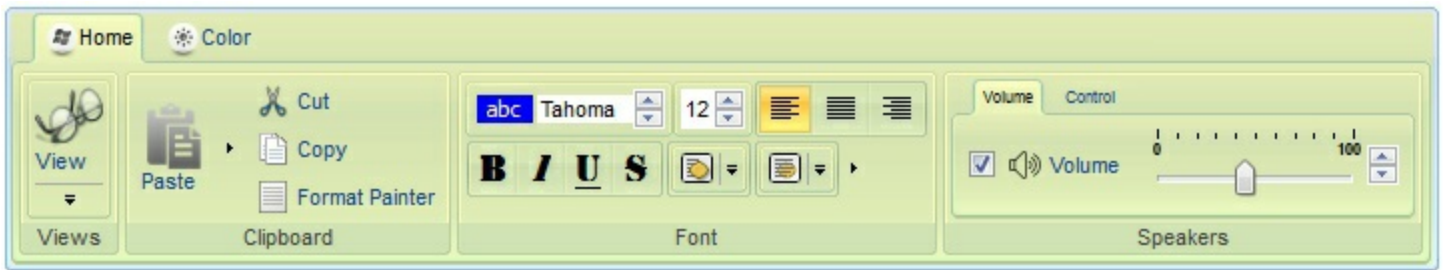 Home Color
View
Views
Paste
Cut
Copy
Format Painter
Clipboard
abc Tahoma 12
B I U S
Font
Volume Control
0 100
Volume
Speakers